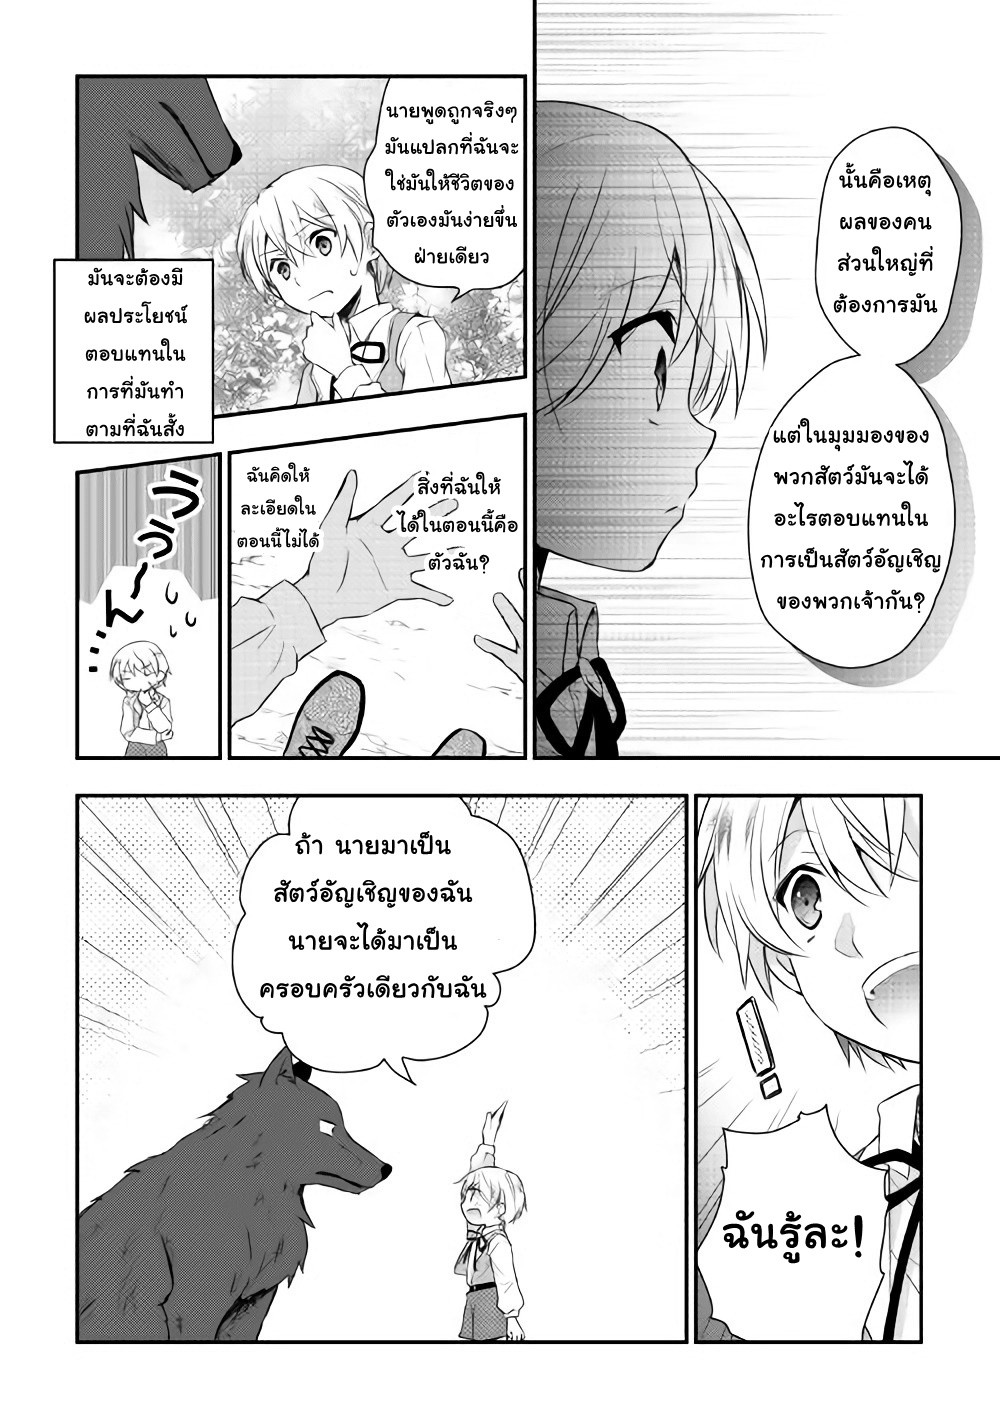 นั้นคือเหตุ
ผลของคน
ส่วนใหญ่ที่
ต้องการมัน
แต่ในมุมมองของ
พวกสัตว์มันจะได้
อะไรตอบแทนใน
การเป็นสัตว์อัญเชิญ
ของพวกเจ้ากัน?
นายพูดถูกจริงๆ
มันแปลกที่ฉันจะ
ใช่มันให้ชีวิตของ
ตัวเองมันง่ายขึ้น
ฝ่ายเดียว
มันจะต้องมี
ผลประโยชน์
ตอบแทนใน
การที่มันทำ
ตามที่ฉันสั้ง
สิ่งที่ฉันให้
ได้ในตอนนี้คือ
ตัวฉัน?
ฉันคิดให้
ละเอียดใน
ตอนนี้ไม่ได้
うう～ん…
ฉันรู้ละ!
ถ้า นายมาเป็น
สัตว์อัญเชิญของฉัน
นายจะได้มาเป็น
ครอบครัวเดียวกับฉัน